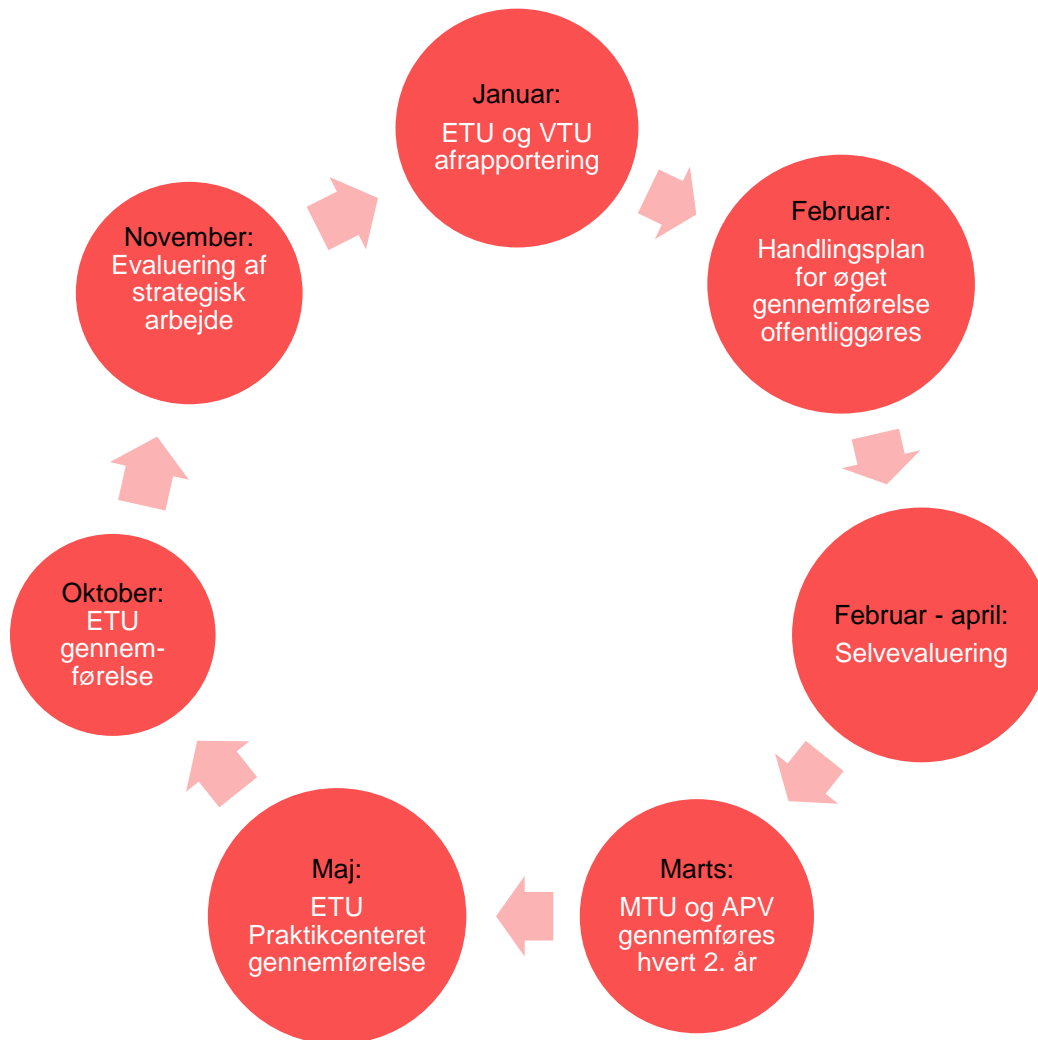 Januar:
ETU og VTU
afrapportering
Februar:
Handlingsplan
for øget
gennemførelse
offentliggøres
Februar - april:
Selvevaluering
Marts:
MTU og APV
gennemføres
hvert 2. år
Maj:
ETU
Praktikcenteret
gennemførelse
Oktober:
ETU
gennem-
førelse
November:
Evaluering af
strategisk
arbejde